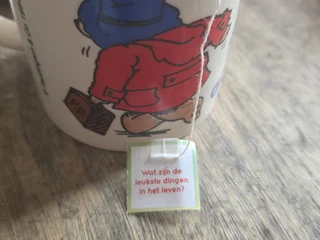 Wat zijn de
leukste dingen
in het leven?